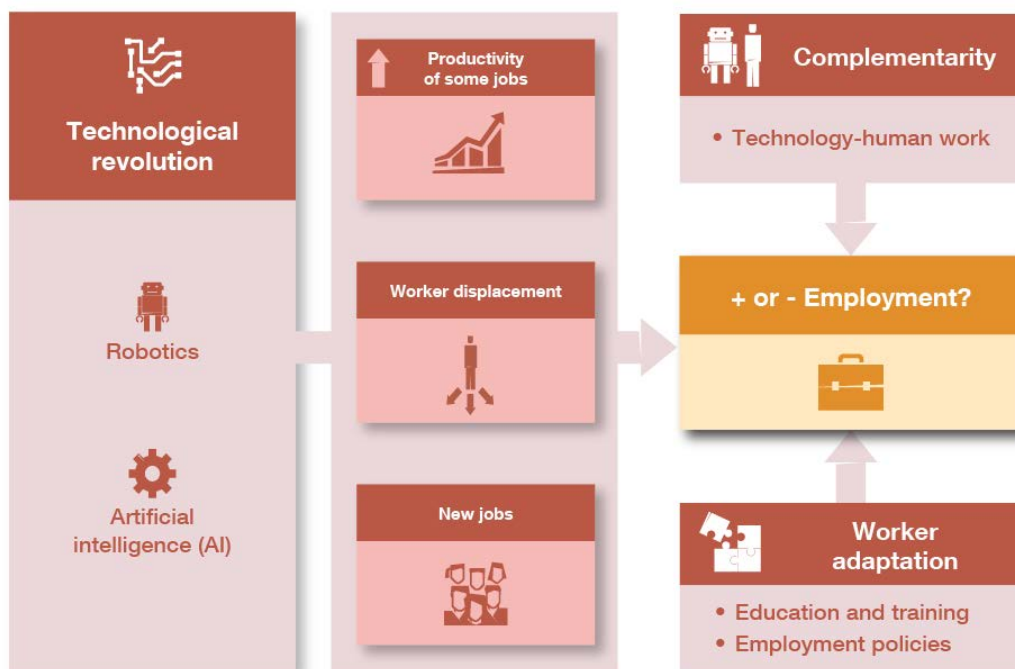 Technological
revolution
Robotics
Artificial
intelligence (AI)
Productivity
of some jobs
Worker displacement
New jobs
Complementarity
• Technology-human work
+ or - Employment?
Worker
adaptation
• Education and training
• Employment policies